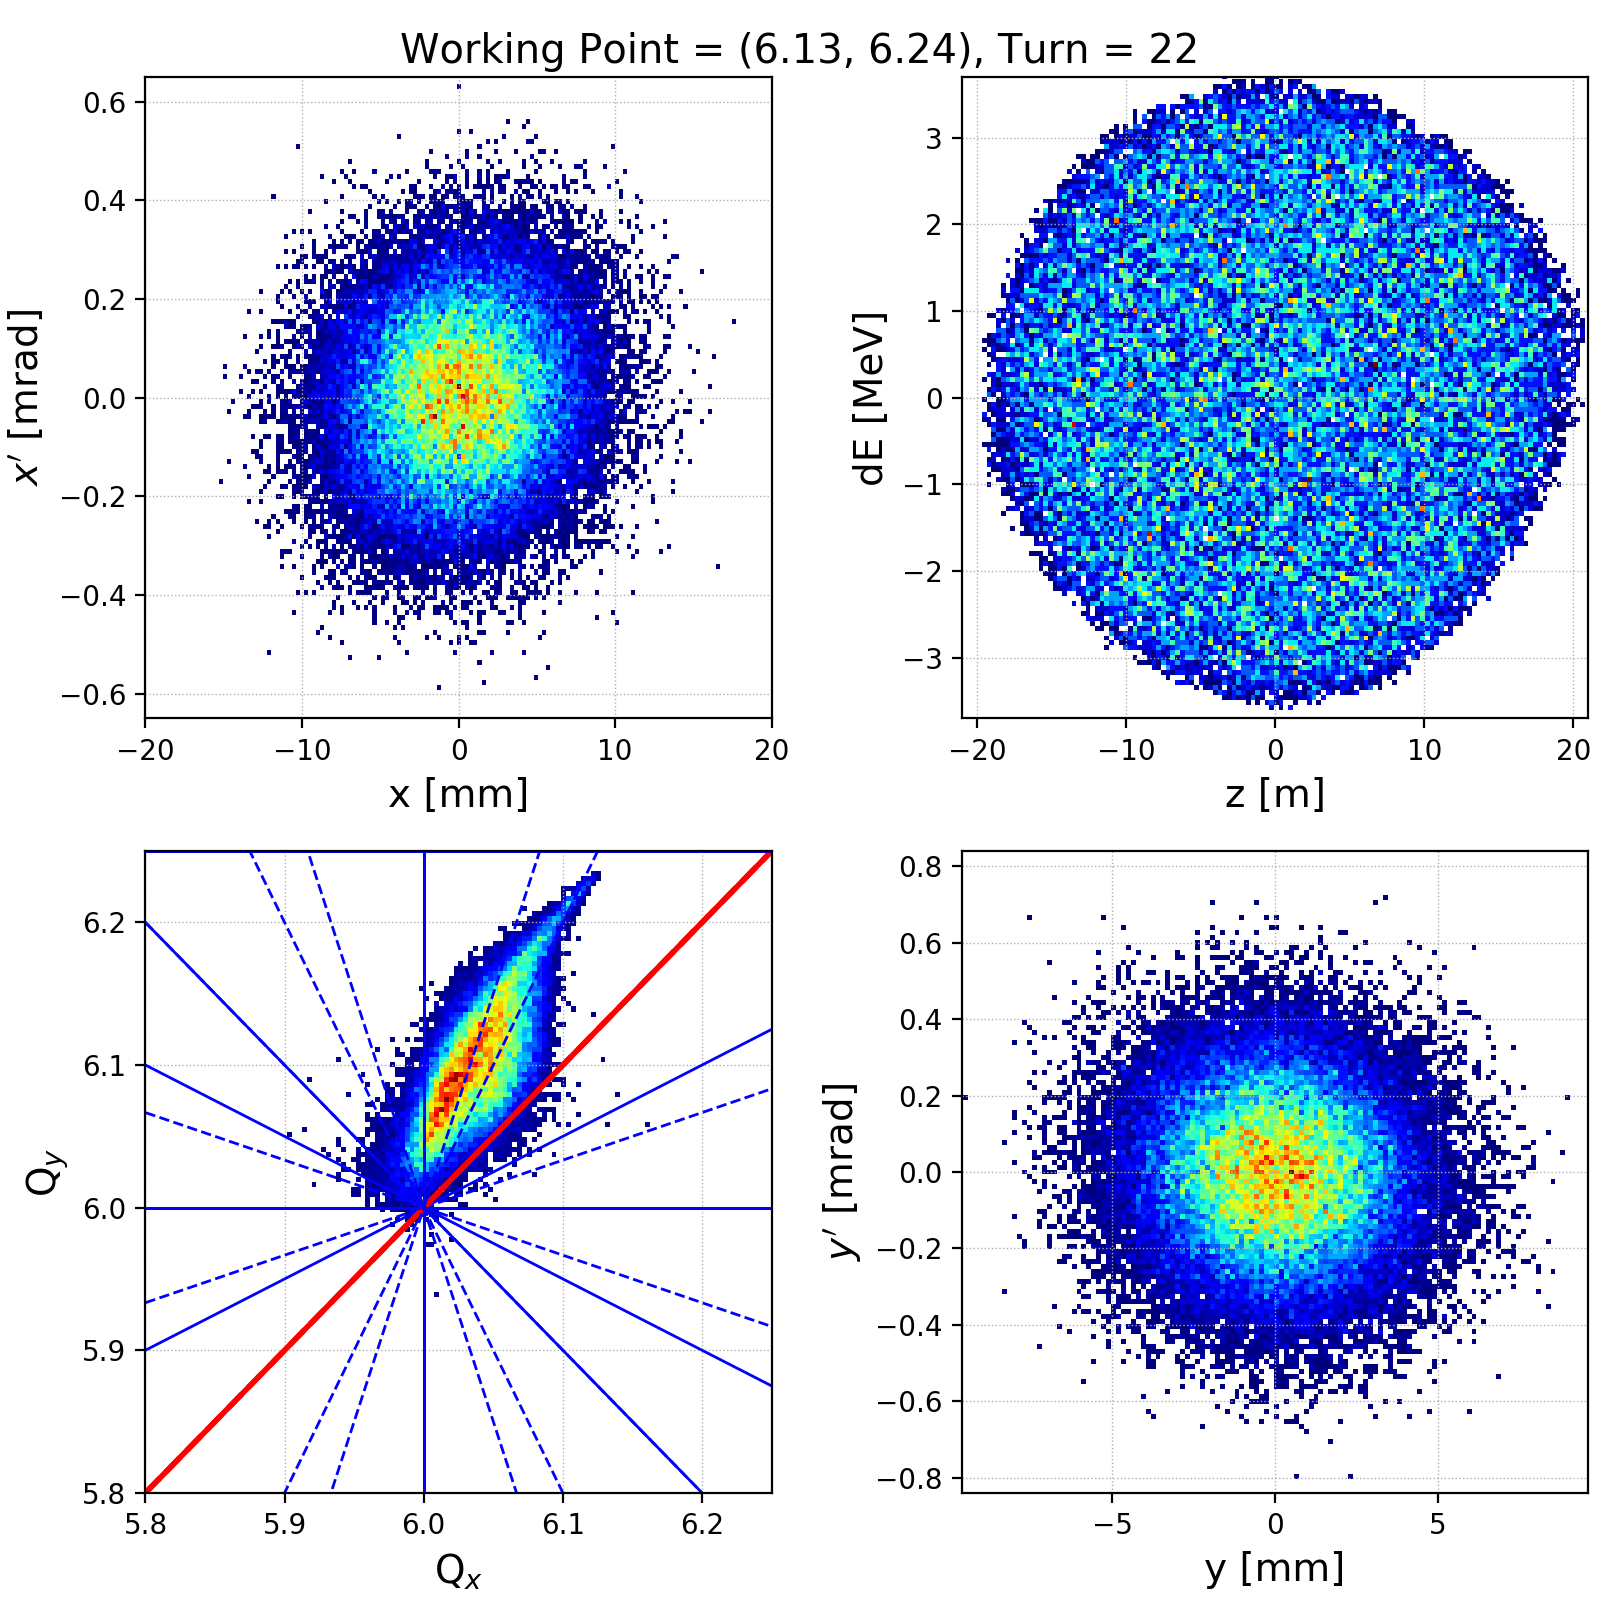 Working Point = (6.13, 6.24), Turn = 22
0.6
0.4
0.2
0.0
−0.2
−0.4
−0.6
x′ [mrad]
−20 −10 0 10 20
x [mm]
3
2
1
0
−1
−2
−3
dE [MeV]
−20 −10 0 10 20
z [m]
6.2
6.1
6.0
5.9
5.8
Qy
5.8 5.9 6.0 6.1 6.2
Qx
0.8
0.6
0.4
0.2
0.0
−0.2
−0.4
−0.6
−0.8
y′ [mrad]
−5 0 5
y [mm]